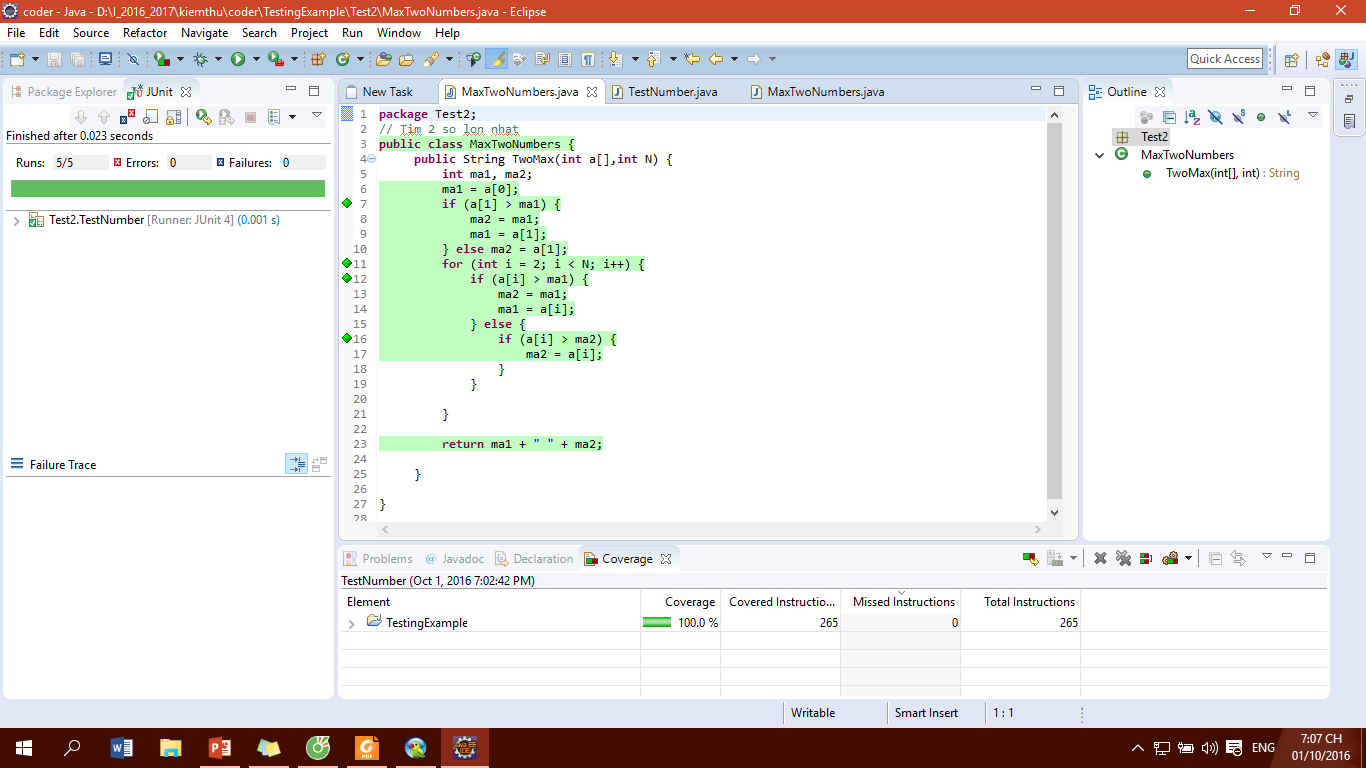 coder - Java - D:\I_2016_2017\kiemthu\coder\TestingExample\Test2\MaxTwoNumbers.java - Eclipse
File Edit Source Refactor Navigate Search Project Run Window Help
Quick Access
Package Explorer JUnit
Finished after 0.023 seconds
Runs: 5/5 Errors: 0 Failures: 0
Test2.TestNumber [Runner: JUnit 4] (0.001 s)
Failure Trace
New Task MaxTwoNumbers.java TestNumber.java MaxTwoNumbers.java
1 package Test2;
2 // Tim 2 so lon nhat
3 public class MaxTwoNumbers {
4 public String TwoMax(int a[],int N) {
5 int ma1, ma2;
6 ma1 = a[0];
7 if (a[1] > ma1) {
8 ma2 = ma1;
9 ma1 = a[1];
10 } else ma2 = a[1];
11 for (int i = 2; i < N; i++) {
12 if (a[i] > ma1) {
13 ma2 = ma1;
14 ma1 = a[i];
15 } else {
16 if (a[i] > ma2) {
17 ma2 = a[i];
18 }
19 }
20
21 }
22
23 return ma1 + " " + ma2;
24
25 }
26
27 }
28
Outline
Test2
MaxTwoNumbers
TwoMax(int[], int) : String
Problems @ Javadoc Declaration Coverage
TestNumber (Oct 1, 2016 7:02:42 PM)
Element Coverage Covered Instructio... Missed Instructions Total Instructions
TestingExample 100.0 % 265 0 265
Writable Smart Insert 1 : 1
ENG
7:07 CH
01/10/2016